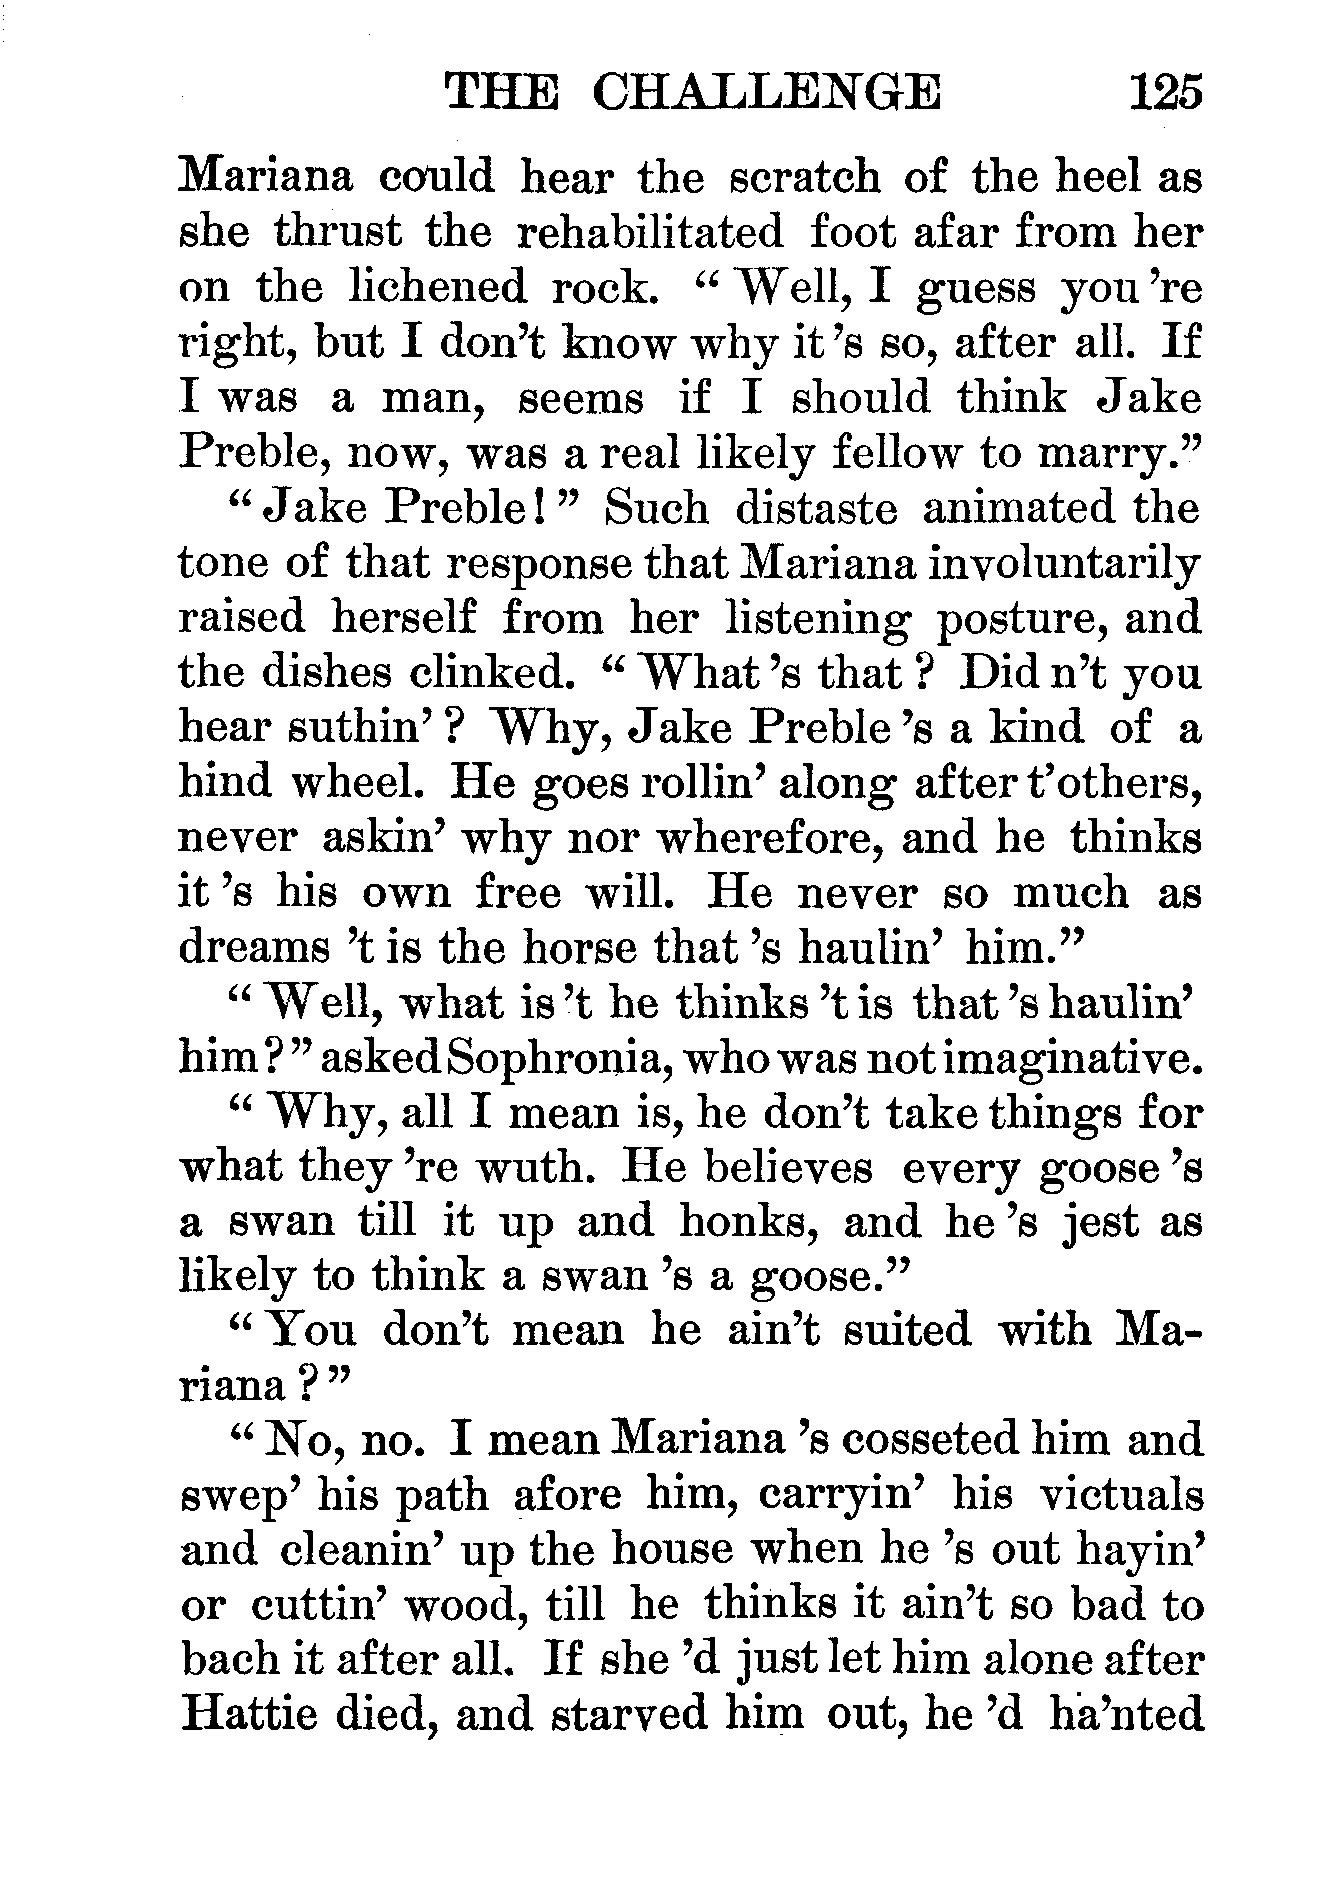 THE CHALLENGE 125
Mariana could hear the scratch of the heel as
she thrust the rehabilitated foot afar from her
on the lichened rock. “ Well, I guess you ’re
right, but I don’t know why it ’s so, after all. If
I was a man, seems if I should think Jake
Preble, now, was a real likely fellow to marry.”
“ Jake Preble! ” Such distaste animated the
tone of that response that Mariana involuntarily
raised herself from her listening posture, and
the dishes clinked. “ What ’s that ? Did n’t you
hear suthin’ ? Why, Jake Preble ’s a kind of a
hind wheel. He goes rollin’ along after t’others,
never askin’ why nor wherefore, and he thinks
it ’s his own free will. He never so much as
dreams ’t is the horse that ’s haulin’ him.”
“ Well, what is ’t he thinks ’t is that ’s haulin’
him? ” asked Sophronia, who was not imaginative.
“ Why, all I mean is, he don’t take things for
what they ’re wuth. He believes every goose ’s
a swan till it up and honks, and he ’s jest as
likely to think a swan ’s a goose.”
“ You don’t mean he ain’t suited with Ma-
riana ? ”
“ No, no. I mean Mariana ’s cosseted him and
swep’ his path afore him, carryin’ his victuals
and cleanin’ up the house when he ’s out hayin’
or cuttin’ wood, till he thinks it ain’t so bad to
bach it after all. If she ’d just let him alone after
Hattie died, and starved him out, he ’d ha’nted